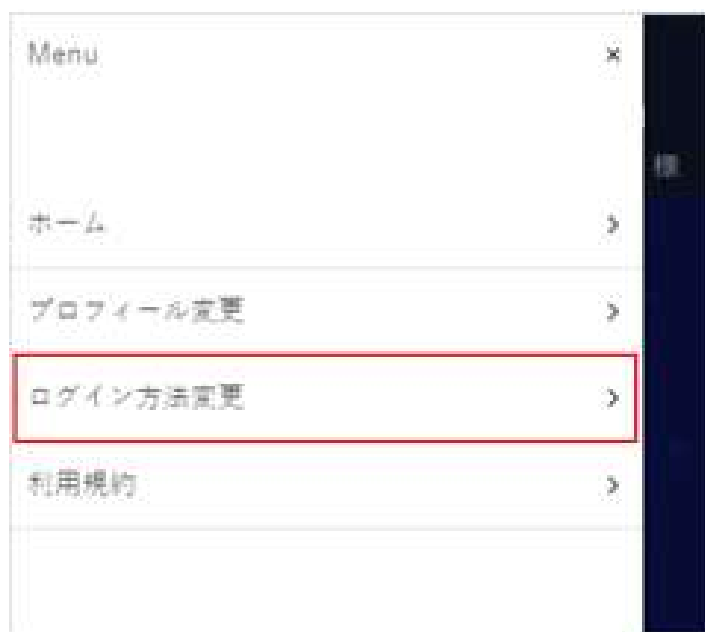 Menu ×
様
ホーム
プロフィール変更
ログイン方法変更
利用規約